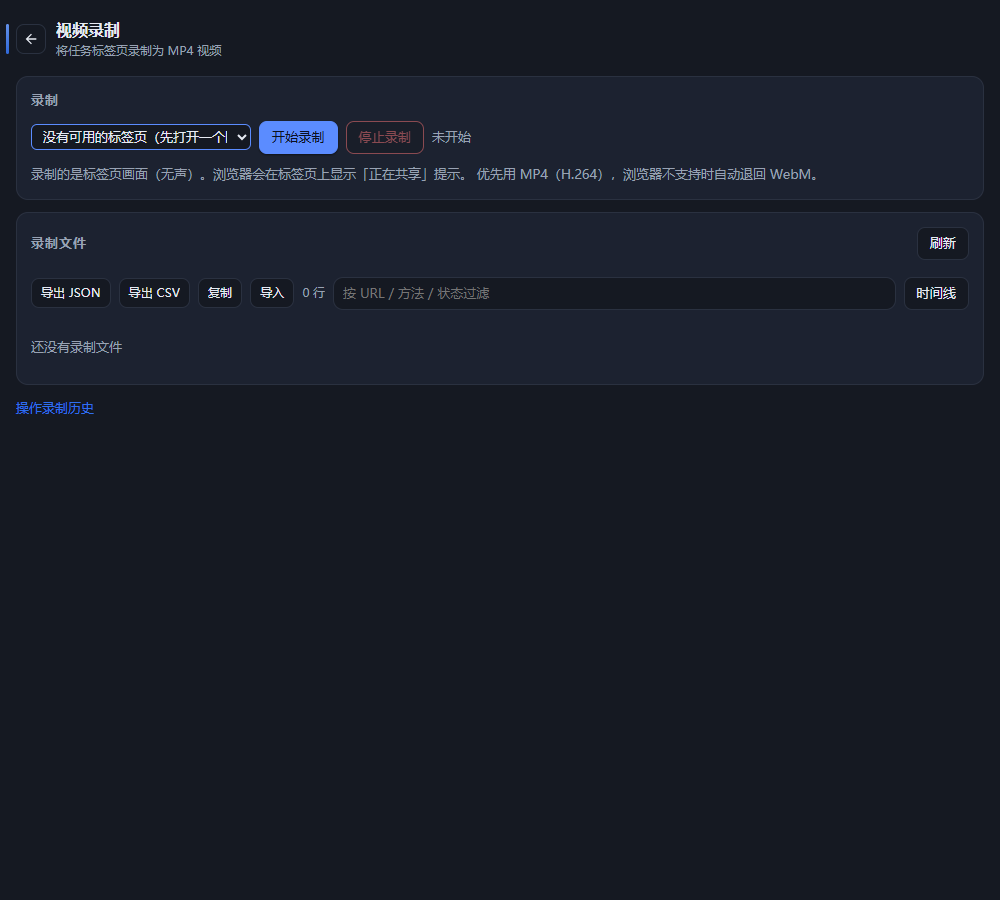 视频录制
将任务标签页录制为 MP4 视频
录制
没有可用的标签页（先打开一个 开始录制 停止录制 未开始
录制的是标签页画面（无声）。浏览器会在标签页上显示「正在共享」提示。 优先用 MP4（H.264），浏览器不支持时自动退回 WebM。
录制文件 刷新
导出 JSON 导出 CSV 复制 导入 0 行 按 URL / 方法 / 状态过滤 时间线
还没有录制文件
操作录制历史